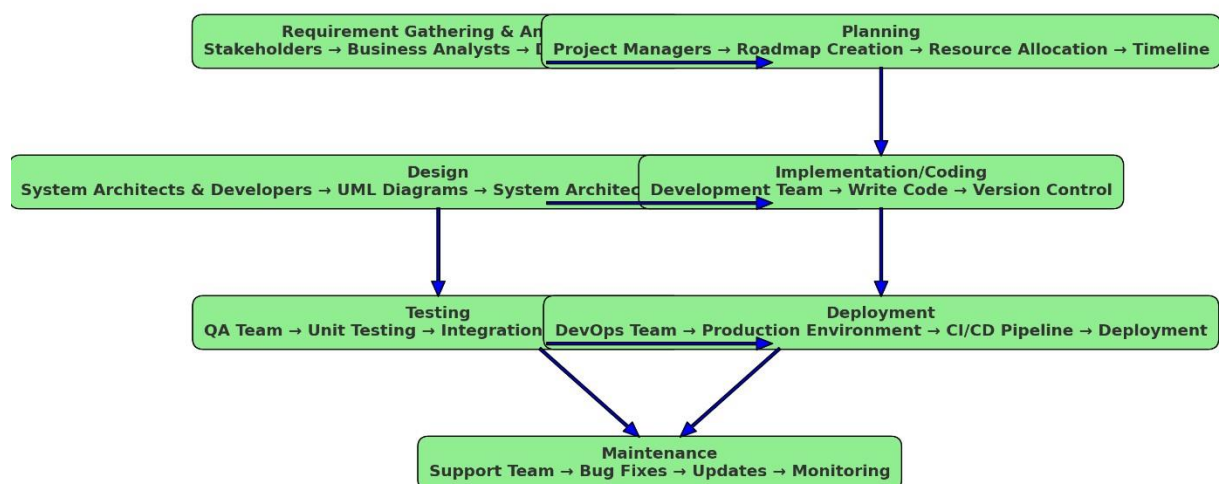 Requirement Gathering & An
Stakeholders → Business Analysts → D
Planning
Project Managers → Roadmap Creation → Resource Allocation → Timeline
Design
System Architects & Developers → UML Diagrams → System Architec
Implementation/Coding
Development Team → Write Code → Version Control
Testing
QA Team → Unit Testing → Integration
Deployment
DevOps Team → Production Environment → CI/CD Pipeline → Deployment
Maintenance
Support Team → Bug Fixes → Updates → Monitoring